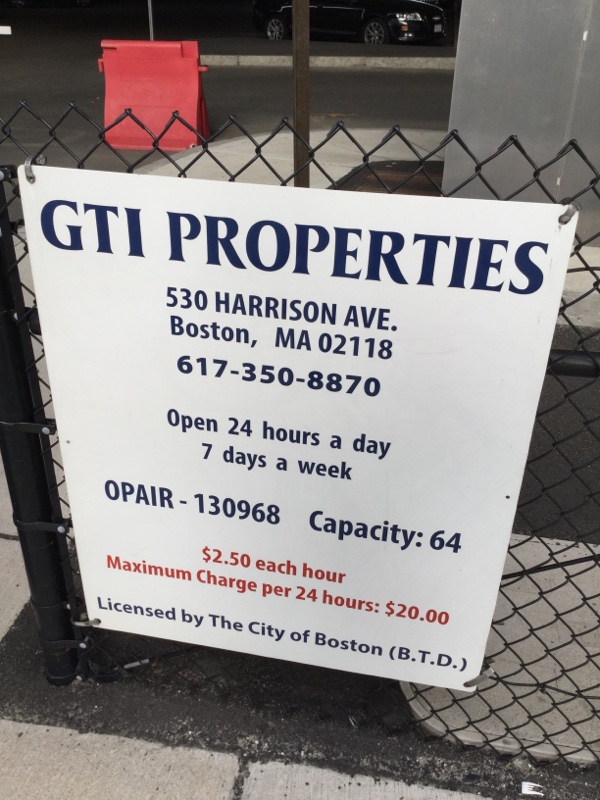 GTI PROPERTIES
530 HARRISON AVE.
Boston, MA 02118
617-350-8870
Open 24 hours a day
7 days a week
OPAIR - 130968 Capacity: 64
$2.50 each hour
Maximum Charge per 24 hours: $20.00
Licensed by The City of Boston (B.T.D.)